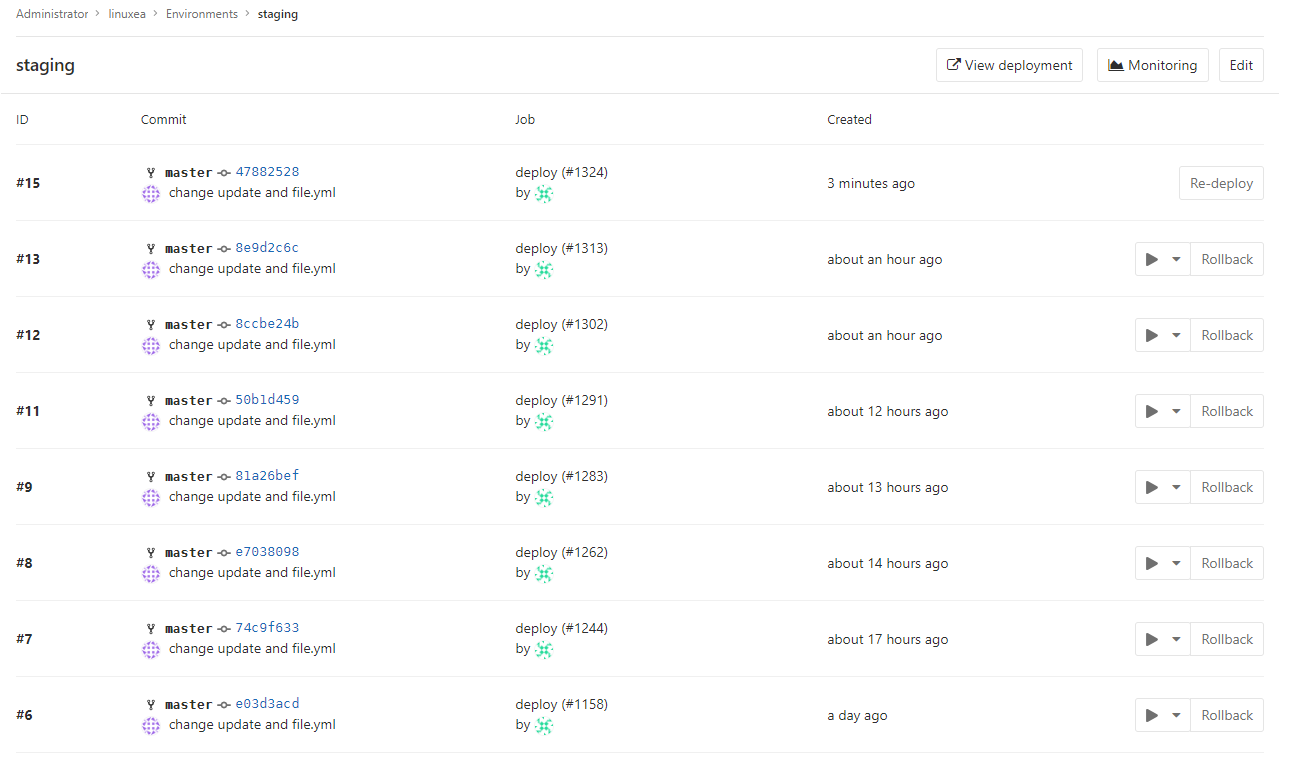 Administrator > linuxea > Environments > staging
staging View deployment Monitoring Edit
ID Commit Job Created
master 47882528 deploy (#1324)
#15 3 minutes ago Re-deploy
change update and file.yml by
master 8e9d2c6c deploy (#1313)
#13 about an hour ago Rollback
change update and file.yml by
master 8ccbe24b deploy (#1302)
#12 about an hour ago Rollback
change update and file.yml by
master 50b1d459 deploy (#1291)
#11 about 12 hours ago Rollback
change update and file.yml by
master 81a26bef deploy (#1283)
#9 about 13 hours ago Rollback
change update and file.yml by
master e7038098 deploy (#1262)
#8 about 14 hours ago Rollback
change update and file.yml by
master 74c9f633 deploy (#1244)
#7 about 17 hours ago Rollback
change update and file.yml by
master e03d3acd deploy (#1158)
#6 a day ago Rollback
change update and file.yml by